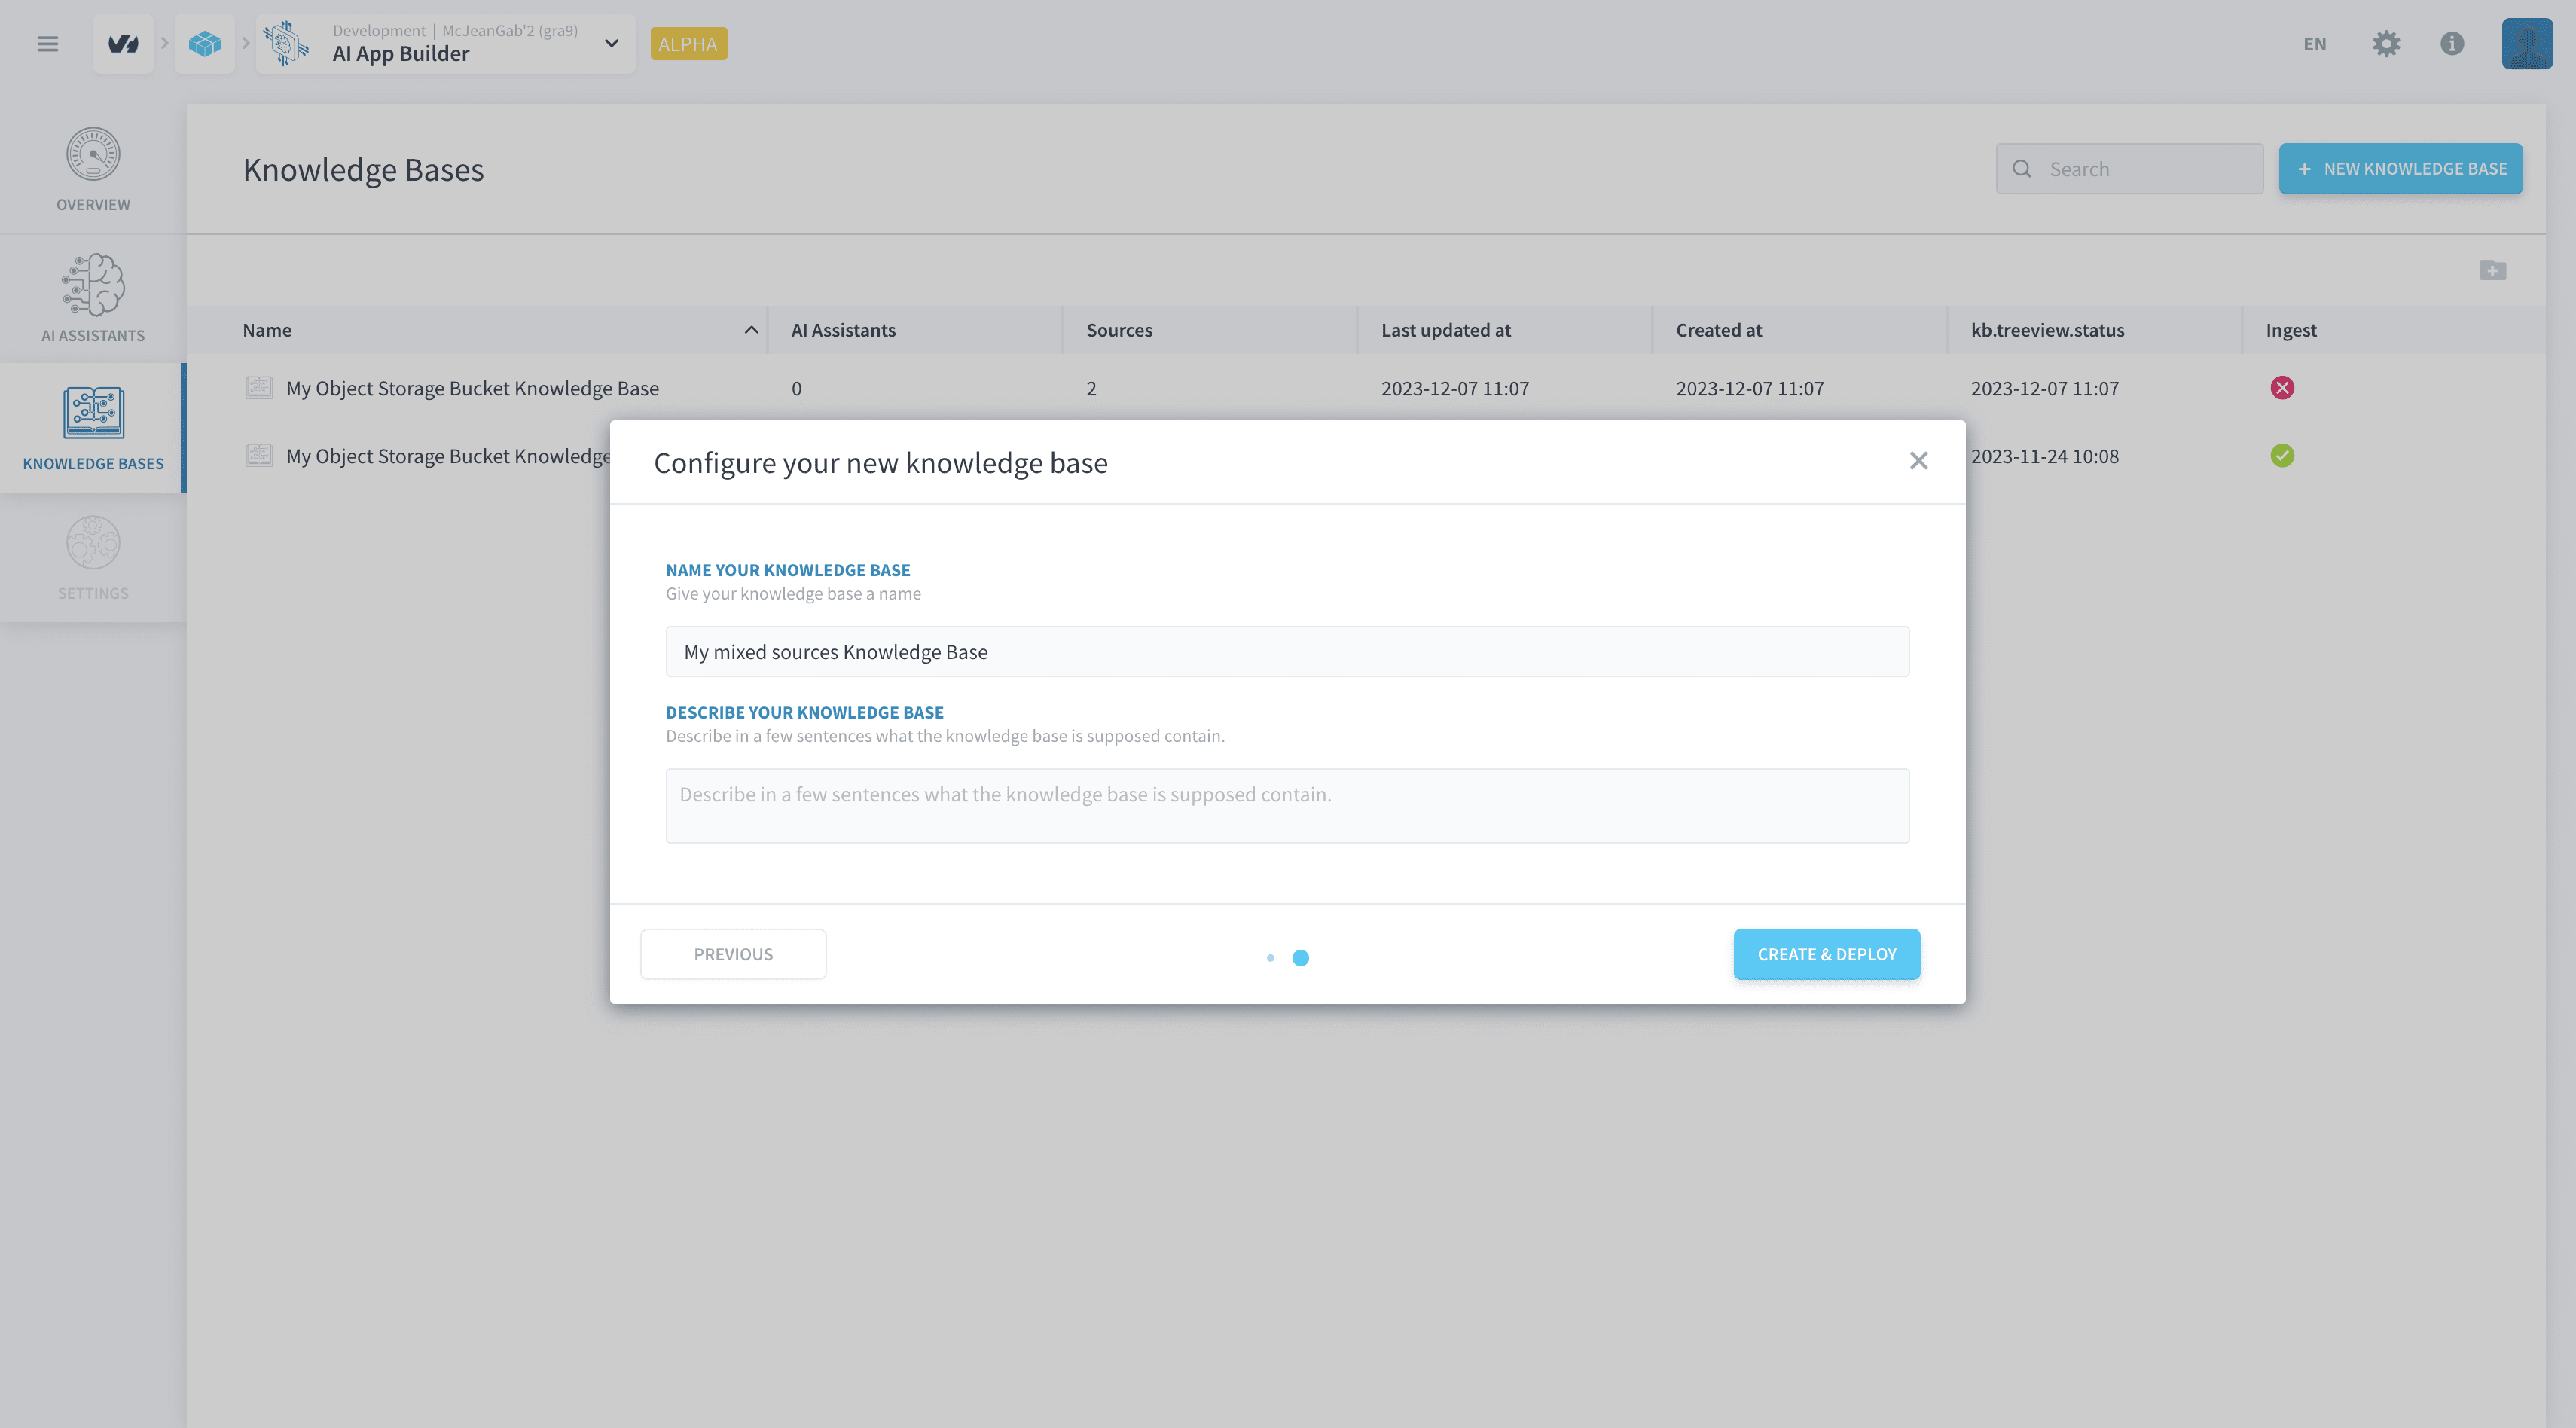 Development | McJeanGab'2 (gra9)
AI App Builder
ALPHA
EN
OVERVIEW
AI ASSISTANTS
KNOWLEDGE BASES
SETTINGS
Knowledge Bases
Search
+ NEW KNOWLEDGE BASE
Name AI Assistants Sources Last updated at Created at kb.treeview.status Ingest
My Object Storage Bucket Knowledge Base 0 2 2023-12-07 11:07 2023-12-07 11:07 2023-12-07 11:07
My Object Storage Bucket Knowledge 2023-11-24 10:08
Configure your new knowledge base
NAME YOUR KNOWLEDGE BASE
Give your knowledge base a name
My mixed sources Knowledge Base
DESCRIBE YOUR KNOWLEDGE BASE
Describe in a few sentences what the knowledge base is supposed contain.
Describe in a few sentences what the knowledge base is supposed contain.
PREVIOUS
CREATE & DEPLOY